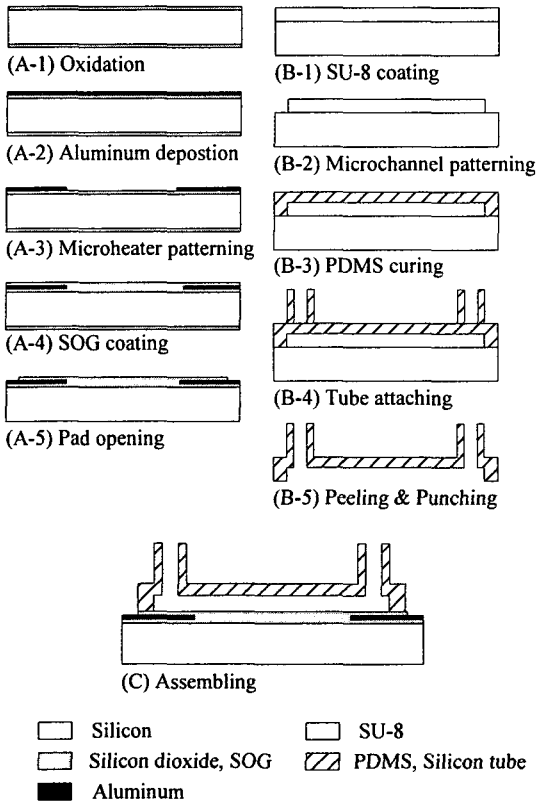 (A-1) Oxidation
(A-2) Aluminum depostion
(A-3) Microheater patterning
(A-4) SOG coating
(A-5) Pad opening
(B-1) SU-8 coating
(B-2) Microchannel patterning
(B-3) PDMS curing
(B-4) Tube attaching
(B-5) Peeling & Punching
(C) Assembling
Silicon
Silicon dioxide, SOG
Aluminum
SU-8
PDMS, Silicon tube